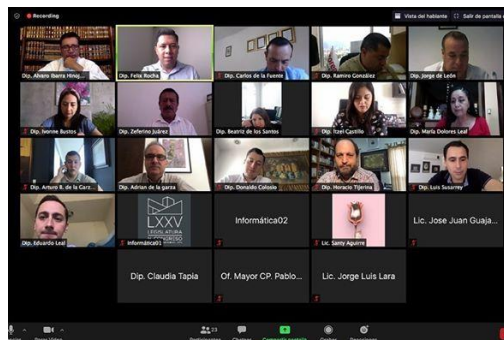 Recording
Vista del hablante
Salir de pantalla
Dip. Alvaro Ibarra Hinoj...
Dip. Felix Rocha
Dip. Carlos de la Fuente
Dip. Ramiro González
Dip. Jorge de León
Dip. Ivonne Bustos
Dip. Zeferino Juárez
Dip. Beatriz de los Santos
Dip. Itzel Castillo
Dip. María Dolores Leal
Dip. Arturo B. de la Garz...
Dip. Adrian de la garza
Dip. Donaldo Colosio
Dip. Horacio Tijerina
Dip. Luis Susarrey
Dip. Eduardo Leal
LXXV
LEGISLATURA
Informática01
Informática02
Lic. Santy Aguirre
Lic. Jose Juan Guaja...
Dip. Claudia Tapia
Of. Mayor CP. Pablo...
Lic. Jorge Luis Lara
23